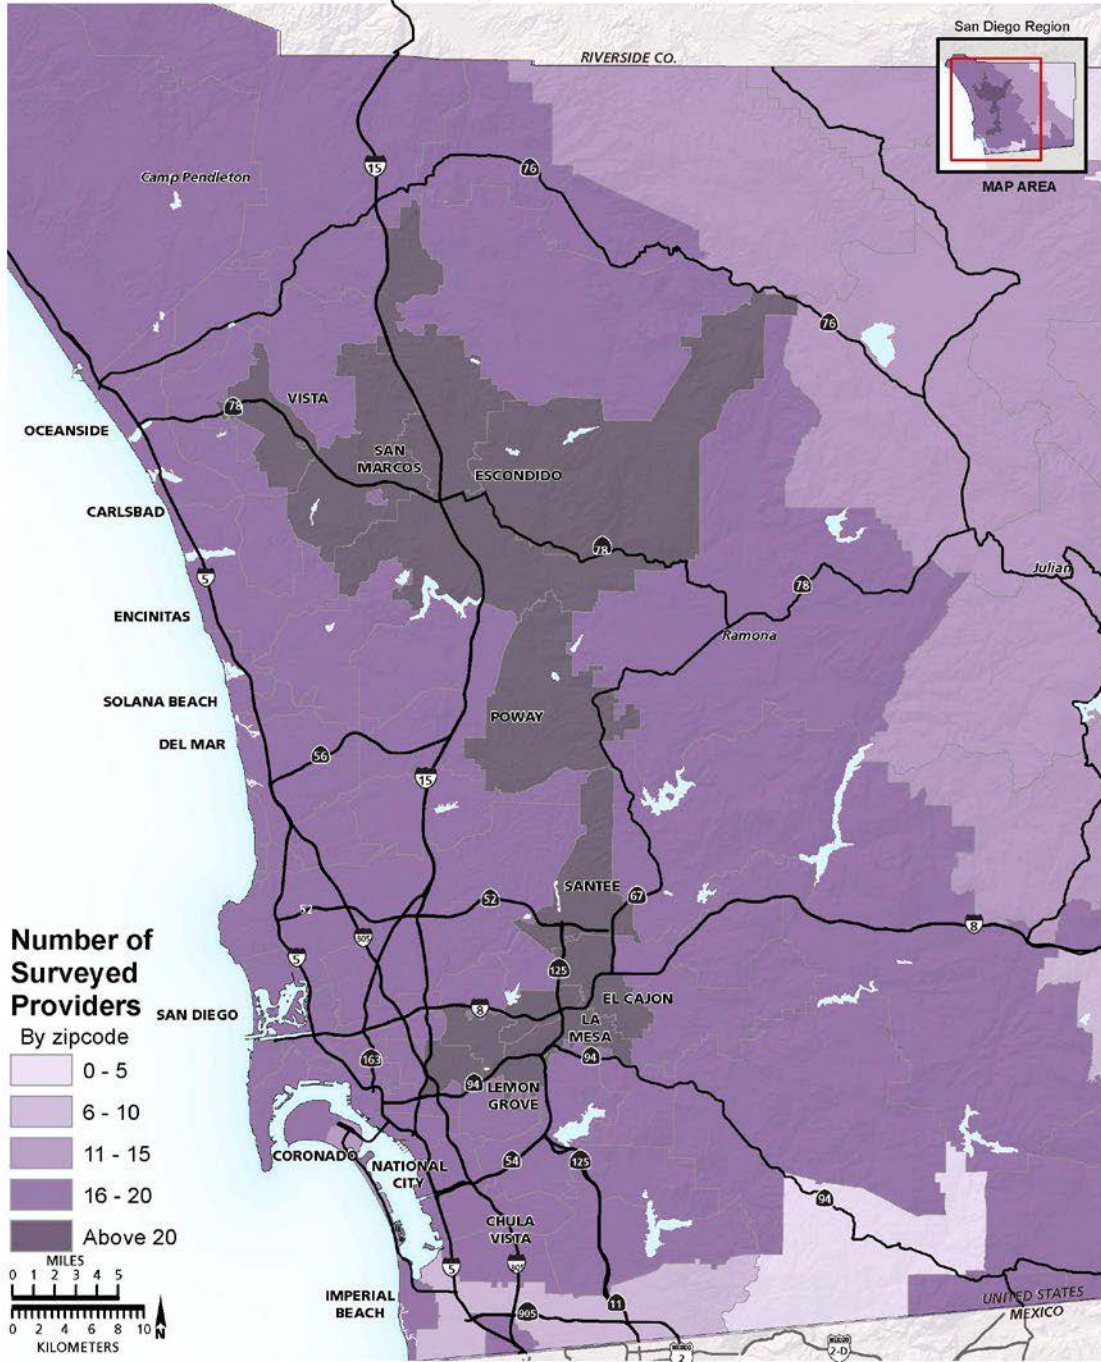 San Diego Region
RIVERSIDE CO.
MAP AREA
15
76
Camp Pendleton
76
VISTA
78
OCEANSIDE
SAN
MARCOS
ESCONDIDO
CARLSBAD
78
5
78
Julian
ENCINITAS
Ramona
SOLANA BEACH
POWAY
DEL MAR
56
15
SANTEE
67
52
52
8
805
5
125
Number of
Surveyed
Providers
By zipcode
0 - 5
6 - 10
11 - 15
16 - 20
Above 20
SAN DIEGO
8
EL CAJON
LA
MESA
163
94
94
LEMON
GROVE
CORONADO
NATIONAL
CITY
54
125
94
CHULA
VISTA
5
805
IMPERIAL
BEACH
905
11
UNITED STATES
MEXICO
MEXICO
2
MEXICO
2-D
MILES
0 1 2 3 4 5
0 2 4 6 8 10
KILOMETERS
N